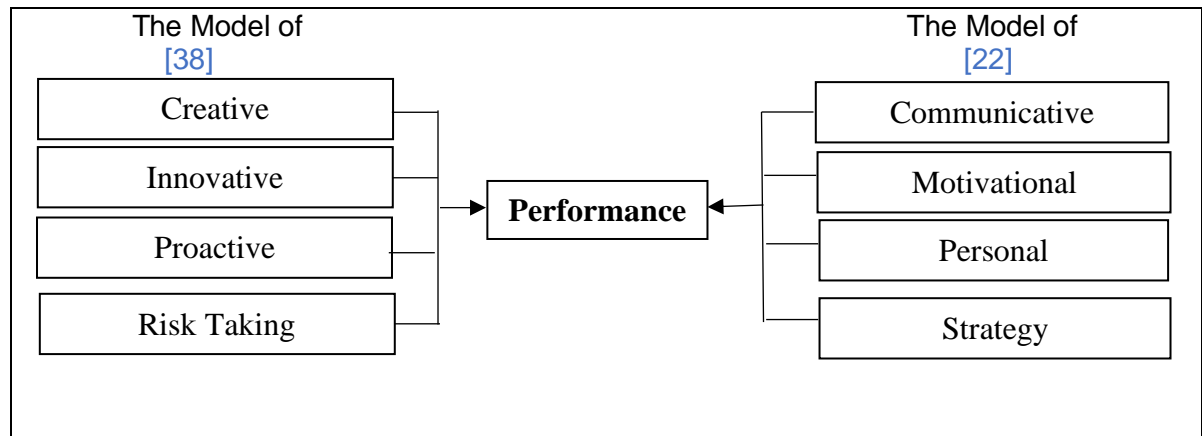 The Model of
[38]
Creative
Innovative
Proactive
Risk Taking
Performance
The Model of
[22]
Communicative
Motivational
Personal
Strategy